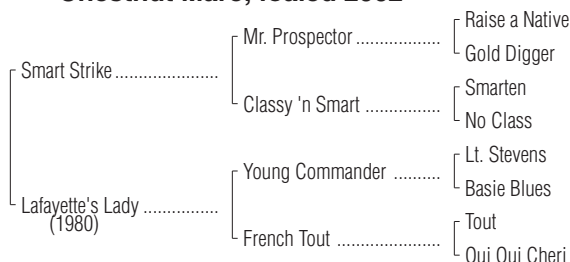 Chestnut Mare; foaled 2002
Raise a Native
Mr. Prospector
Gold Digger
Smart Strike
Smarten
Classy 'n Smart
No Class
Lt. Stevens
Young Commander
Basie Blues
Lafayette's Lady
(1980)
Tout
French Tout
Oui Oui Cheri